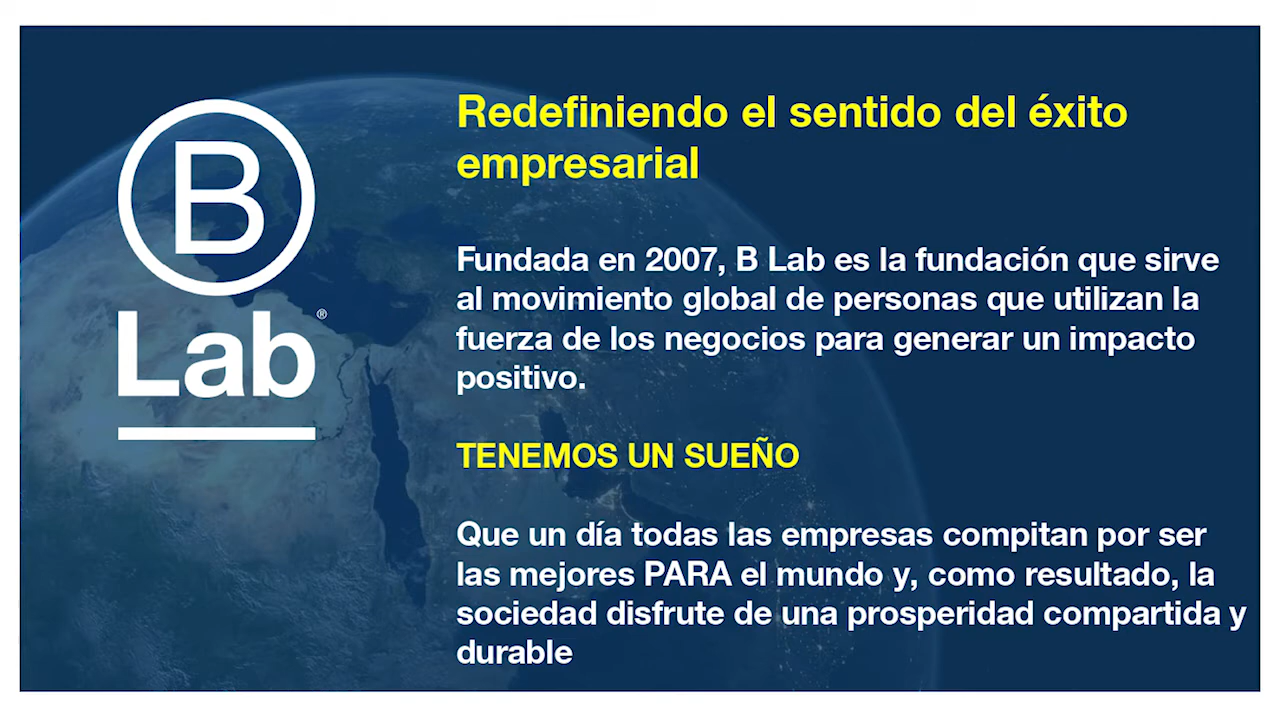 B
Lab®
Redefiniendo el sentido del éxito
empresarial
Fundada en 2007, B Lab es la fundación que sirve
al movimiento global de personas que utilizan la
fuerza de los negocios para generar un impacto
positivo.
TENEMOS UN SUEÑO
Que un día todas las empresas compitan por ser
las mejores PARA el mundo y, como resultado, la
sociedad disfrute de una prosperidad compartida y
durable